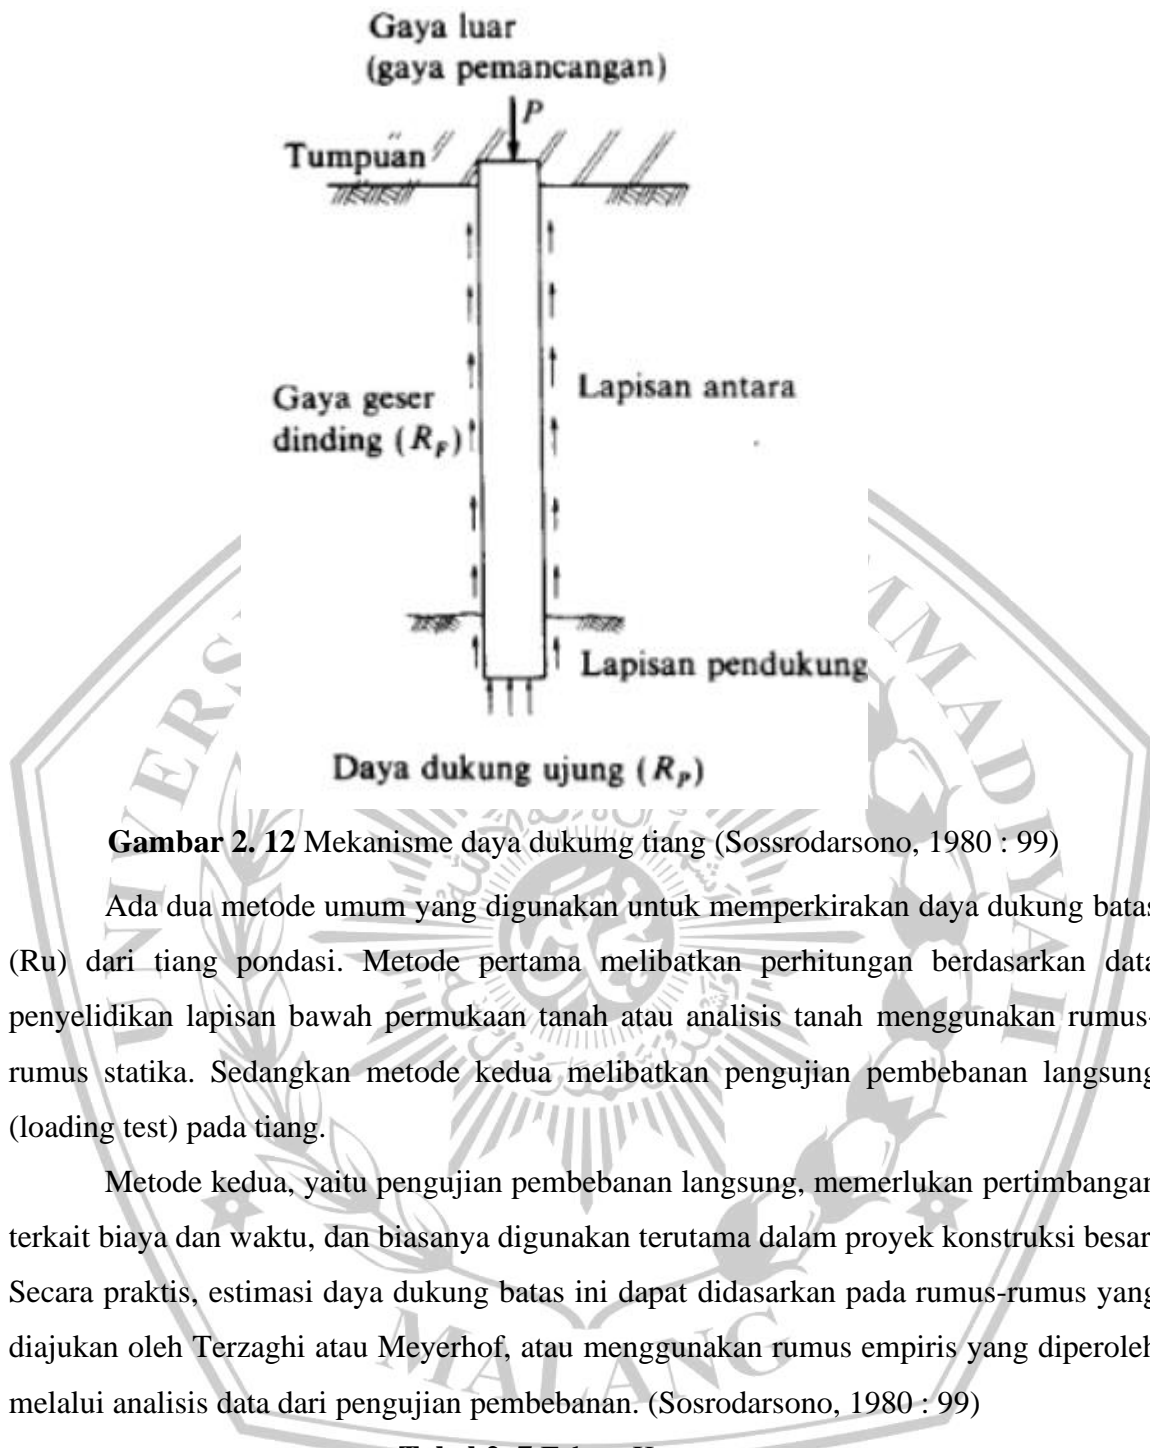 Gaya luar
(gaya pemancangan)
P
Tumpuan
Gaya geser
dinding (R_F)
Lapisan antara
Lapisan pendukung
Daya dukung ujung (R_P)
Gambar 2. 12 Mekanisme daya dukumg tiang (Sossrodarsono, 1980 : 99)
Ada dua metode umum yang digunakan untuk memperkirakan daya dukung batas
(Ru) dari tiang pondasi. Metode pertama melibatkan perhitungan berdasarkan data
penyelidikan lapisan bawah permukaan tanah atau analisis tanah menggunakan rumus-
rumus statika. Sedangkan metode kedua melibatkan pengujian pembebanan langsung
(loading test) pada tiang.
Metode kedua, yaitu pengujian pembebanan langsung, memerlukan pertimbangan
terkait biaya dan waktu, dan biasanya digunakan terutama dalam proyek konstruksi besar.
Secara praktis, estimasi daya dukung batas ini dapat didasarkan pada rumus-rumus yang
diajukan oleh Terzaghi atau Meyerhof, atau menggunakan rumus empiris yang diperoleh
melalui analisis data dari pengujian pembebanan. (Sosrodarsono, 1980 : 99)
MALANG